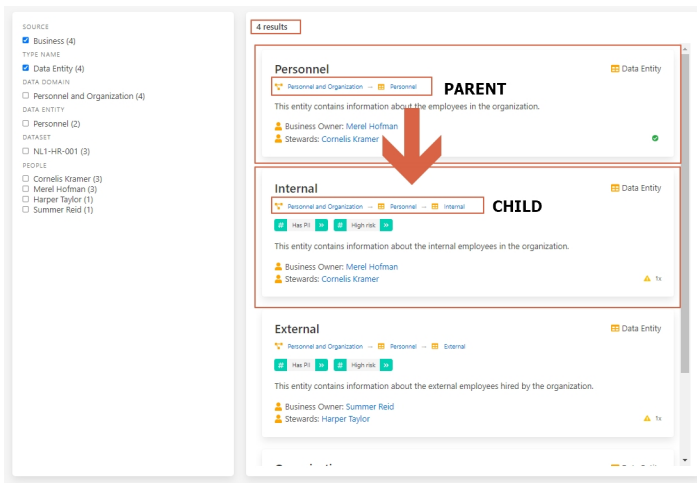 SOURCE
Business (4)
TYPE NAME
Data Entity (4)
DATA DOMAIN
Personnel and Organization (4)
DATA ENTITY
Personnel (2)
DATASET
NL1-HR-001 (3)
PEOPLE
Cornelis Kramer (3)
Merel Hofman (3)
Harper Taylor (1)
Summer Reid (1)
4 results
Personnel Data Entity
Personnel and Organization → Personnel PARENT
This entity contains information about the employees in the organization.
Business Owner: Merel Hofman
Stewards: Cornelis Kramer
Internal Data Entity
Personnel and Organization → Personnel → Internal CHILD
# Has PII » # High risk »
This entity contains information about the internal employees in the organization.
Business Owner: Merel Hofman
Stewards: Cornelis Kramer 1x
External Data Entity
Personnel and Organization → Personnel → External
# Has PII » # High risk »
This entity contains information about the external employees hired by the organization.
Business Owner: Summer Reid
Stewards: Harper Taylor 1x